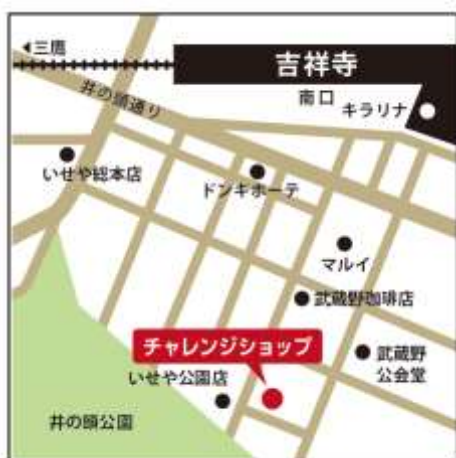 ◀三鷹
吉祥寺
南口
キラリナ
井の頭通り
いせや総本店
ドンキホーテ
マルイ
武蔵野珈琲店
チャレンジショップ
武蔵野
公会堂
いせや公園店
井の頭公園